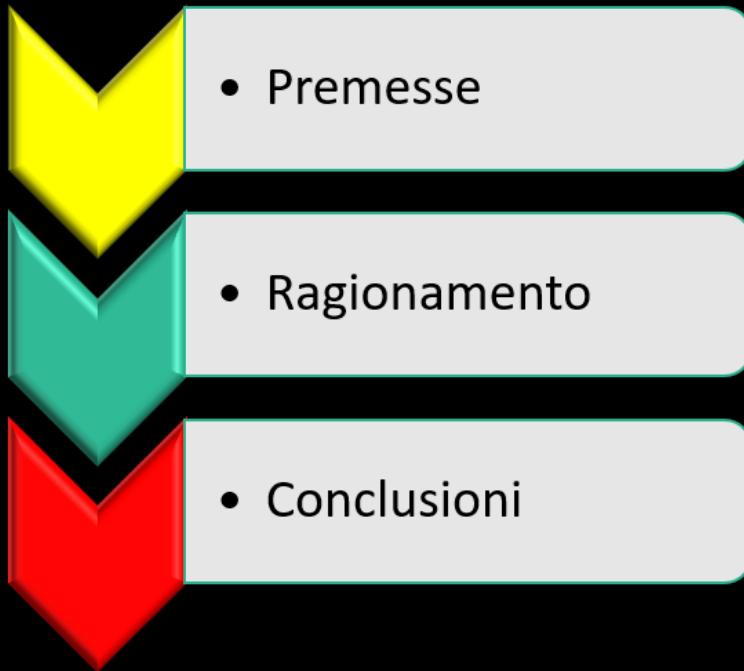 • Premesse
• Ragionamento
• Conclusioni